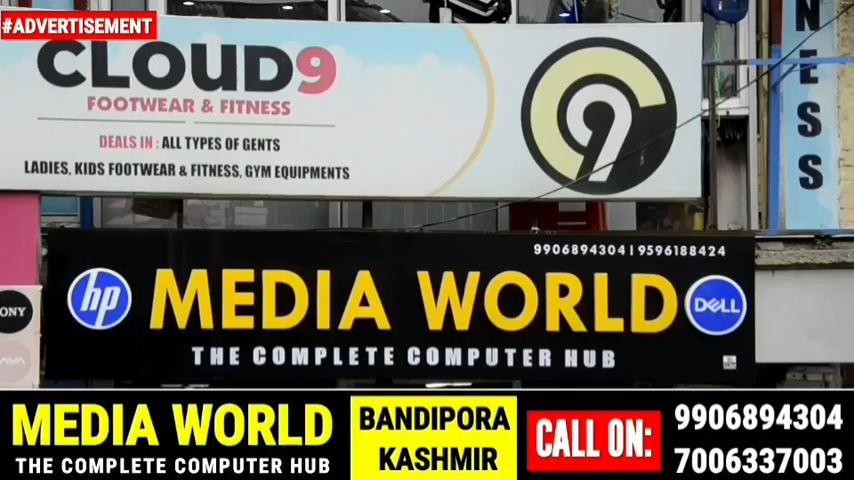 #ADVERTISEMENT
CLOUD9
FOOTWEAR & FITNESS
DEALS IN : ALL TYPES OF GENTS
LADIES, KIDS FOOTWEAR & FITNESS, GYM EQUIPMENTS
9
NESS
9906894304 | 9596188424
hp
MEDIA WORLD
DELL
THE COMPLETE COMPUTER HUB
MEDIA WORLD
THE COMPLETE COMPUTER HUB
BANDIPORA
KASHMIR
CALL ON:
9906894304
7006337003